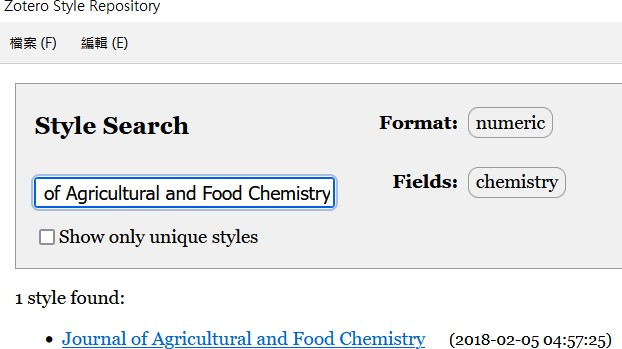 Zotero Style Repository
檔案 (F) 編輯 (E)
Style Search
Format: numeric
of Agricultural and Food Chemistry
Fields: chemistry
Show only unique styles
1 style found:
Journal of Agricultural and Food Chemistry (2018-02-05 04:57:25)